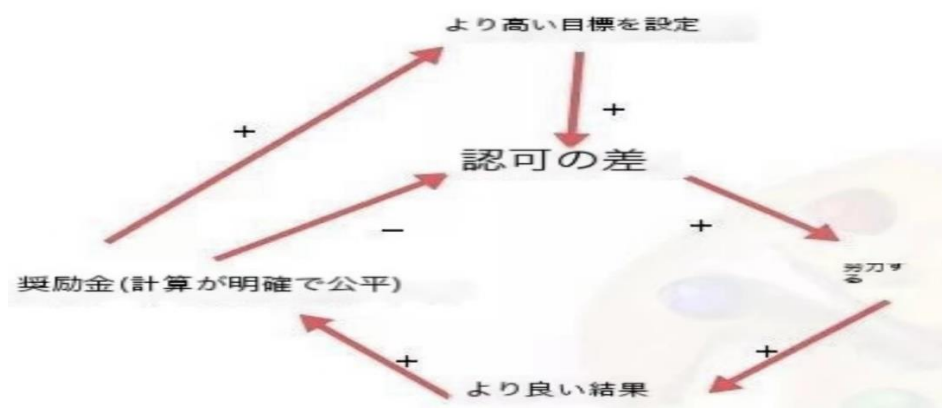 より高い目標を設定
+
+
認可の差
−
+
奨励金(計算が明確で公平)
努力す
る
+
+
より良い結果